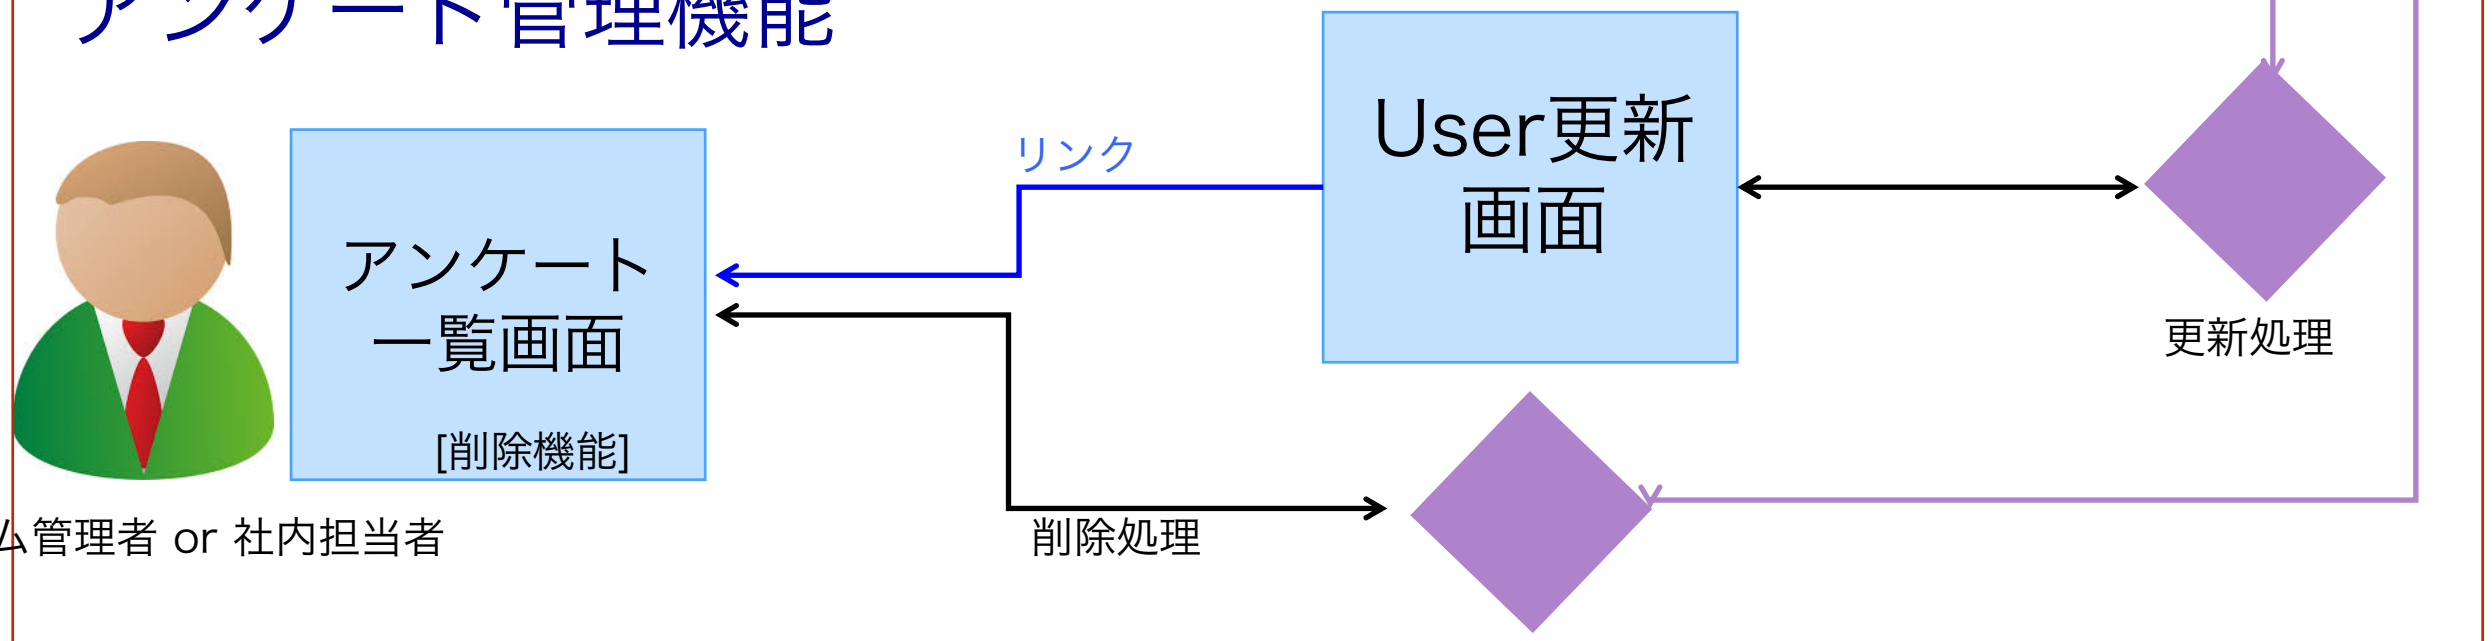 アンケート管理機能
リンク
User更新
画面
アンケート
一覧画面
[削除機能]
更新処理
ム管理者 or 社内担当者
削除処理